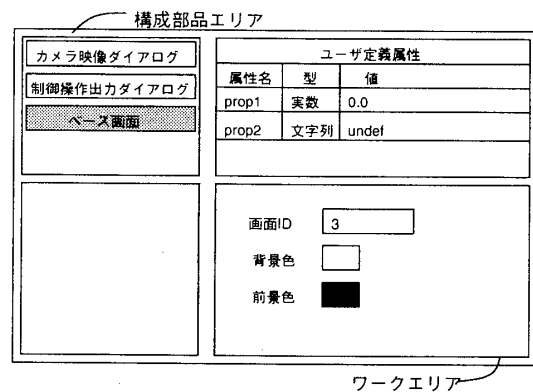 構成部品エリア
カメラ映像ダイアログ
制御操作出力ダイアログ
ベース画面
ユーザ定義属性
属性名 型 値
prop1 実数 0.0
prop2 文字列 undef
画面ID 3
背景色
前景色
ワークエリア